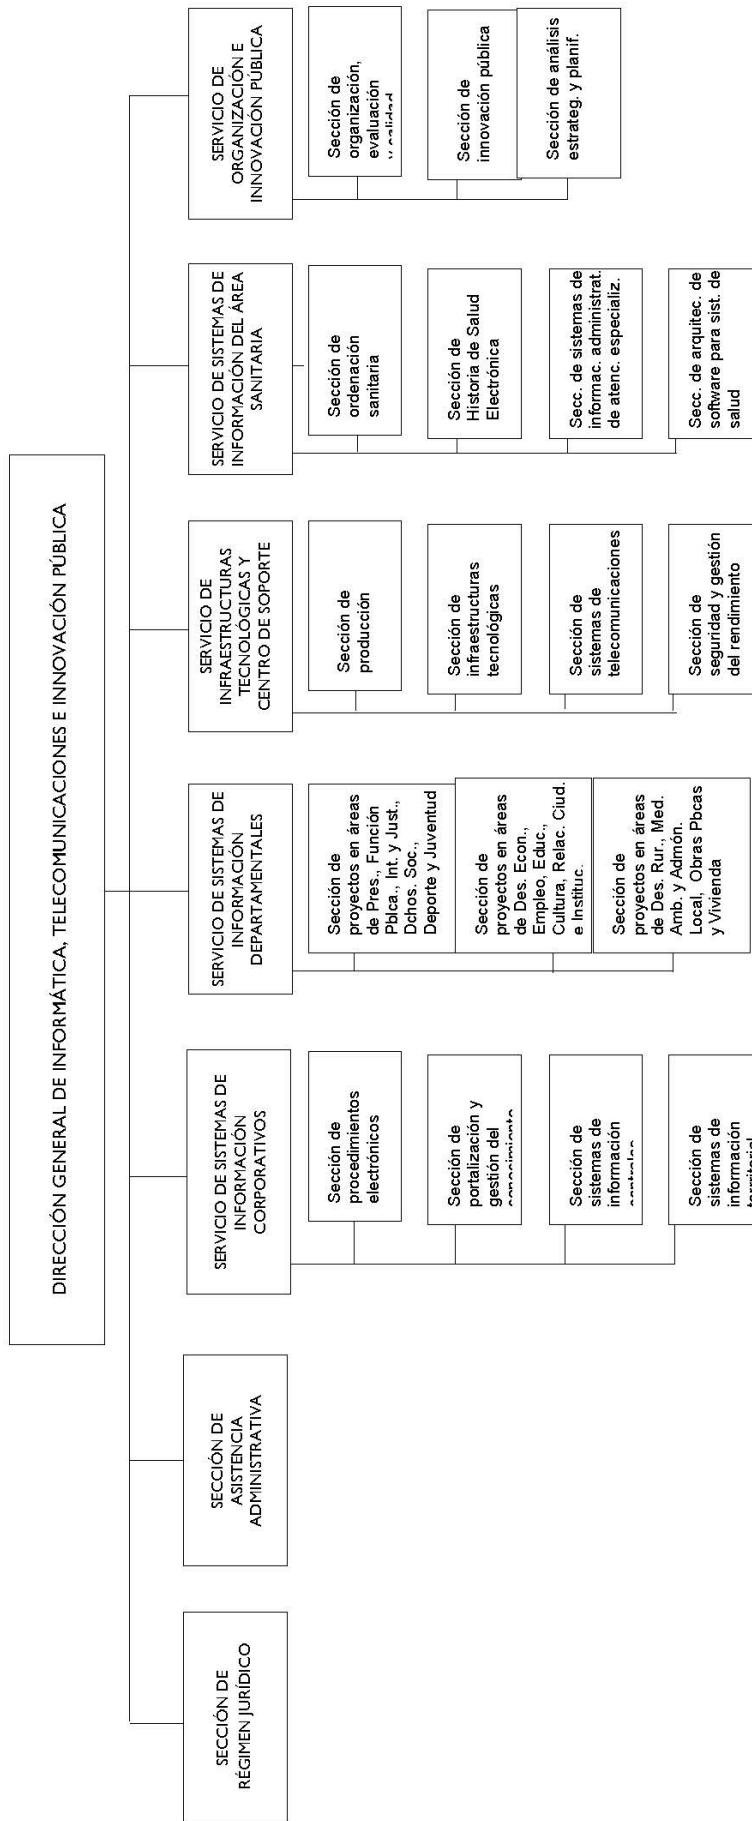 DIRECCIÓN GENERAL DE INFORMÁTICA, TELECOMUNICACIONES E INNOVACIÓN PÚBLICA
SECCIÓN DE
RÉGIMEN JURÍDICO
SECCIÓN DE
ASISTENCIA
ADMINISTRATIVA
SERVICIO DE SISTEMAS DE
INFORMACIÓN
CORPORATIVOS
Sección de
procedimientos
electrónicos
Sección de
portalización y
gestión del
conocimiento
Sección de
sistemas de
información
Sección de
sistemas de
información
territorial
SERVICIO DE SISTEMAS DE
INFORMACIÓN
DEPARTAMENTALES
Sección de
proyectos en áreas
de Pres., Función
Pblca., Int. y Just.,
Dchos. Soc.,
Deporte y Juventud
Sección de
proyectos en áreas
de Des. Econ.,
Empleo, Educ.,
Cultura, Relac. Ciud.
e Instituc.
Sección de
proyectos en áreas
de Des. Rur., Med.
Amb. y Admón.
Local, Obras Pbcas
y Vivienda
SERVICIO DE
INFRAESTRUCTURAS
TECNOLÓGICAS Y
CENTRO DE SOPORTE
Sección de
producción
Sección de
infraestructuras
tecnológicas
Sección de
sistemas de
telecomunicaciones
Sección de
seguridad y gestión
del rendimiento
SERVICIO DE SISTEMAS DE
INFORMACIÓN DEL ÁREA
SANITARIA
Sección de
ordenación
sanitaria
Sección de
Historia de Salud
Electrónica
Secc. de sistemas de
informac. administrat.
de atenc. especializ.
Secc. de arquitec. de
software para sist. de
salud
SERVICIO DE
ORGANIZACIÓN E
INNOVACIÓN PÚBLICA
Sección de
organización,
evaluación
y calidad
Sección de
innovación pública
Sección de análisis
estrateg. y planif.